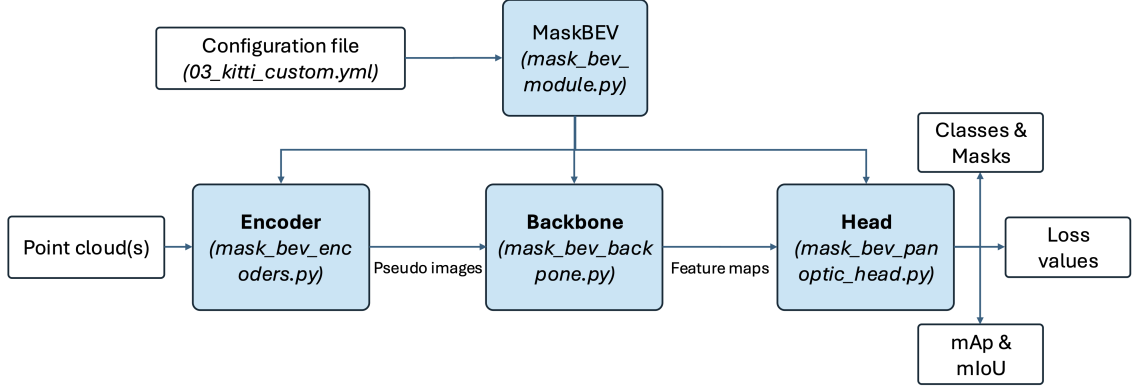 Configuration file
(03_kitti_custom.yml)
MaskBEV
(mask_bev_
module.py)
Classes &
Masks
Point cloud(s)
Encoder
(mask_bev_enc
oders.py)
Pseudo images
Backbone
(mask_bev_back
pone.py)
Feature maps
Head
(mask_bev_pan
optic_head.py)
Loss
values
mAp &
mIoU